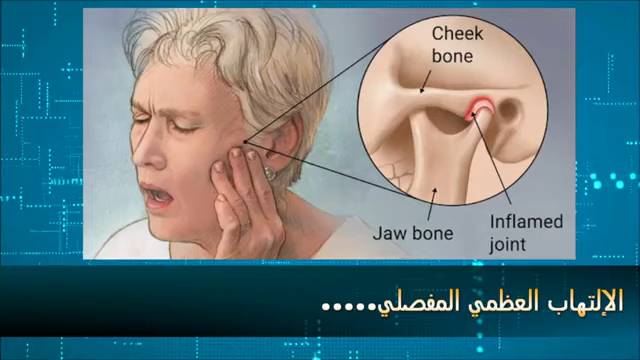 Cheek
bone
Jaw bone
Inflamed
joint
الإلتهاب العظمي المفصلي.....